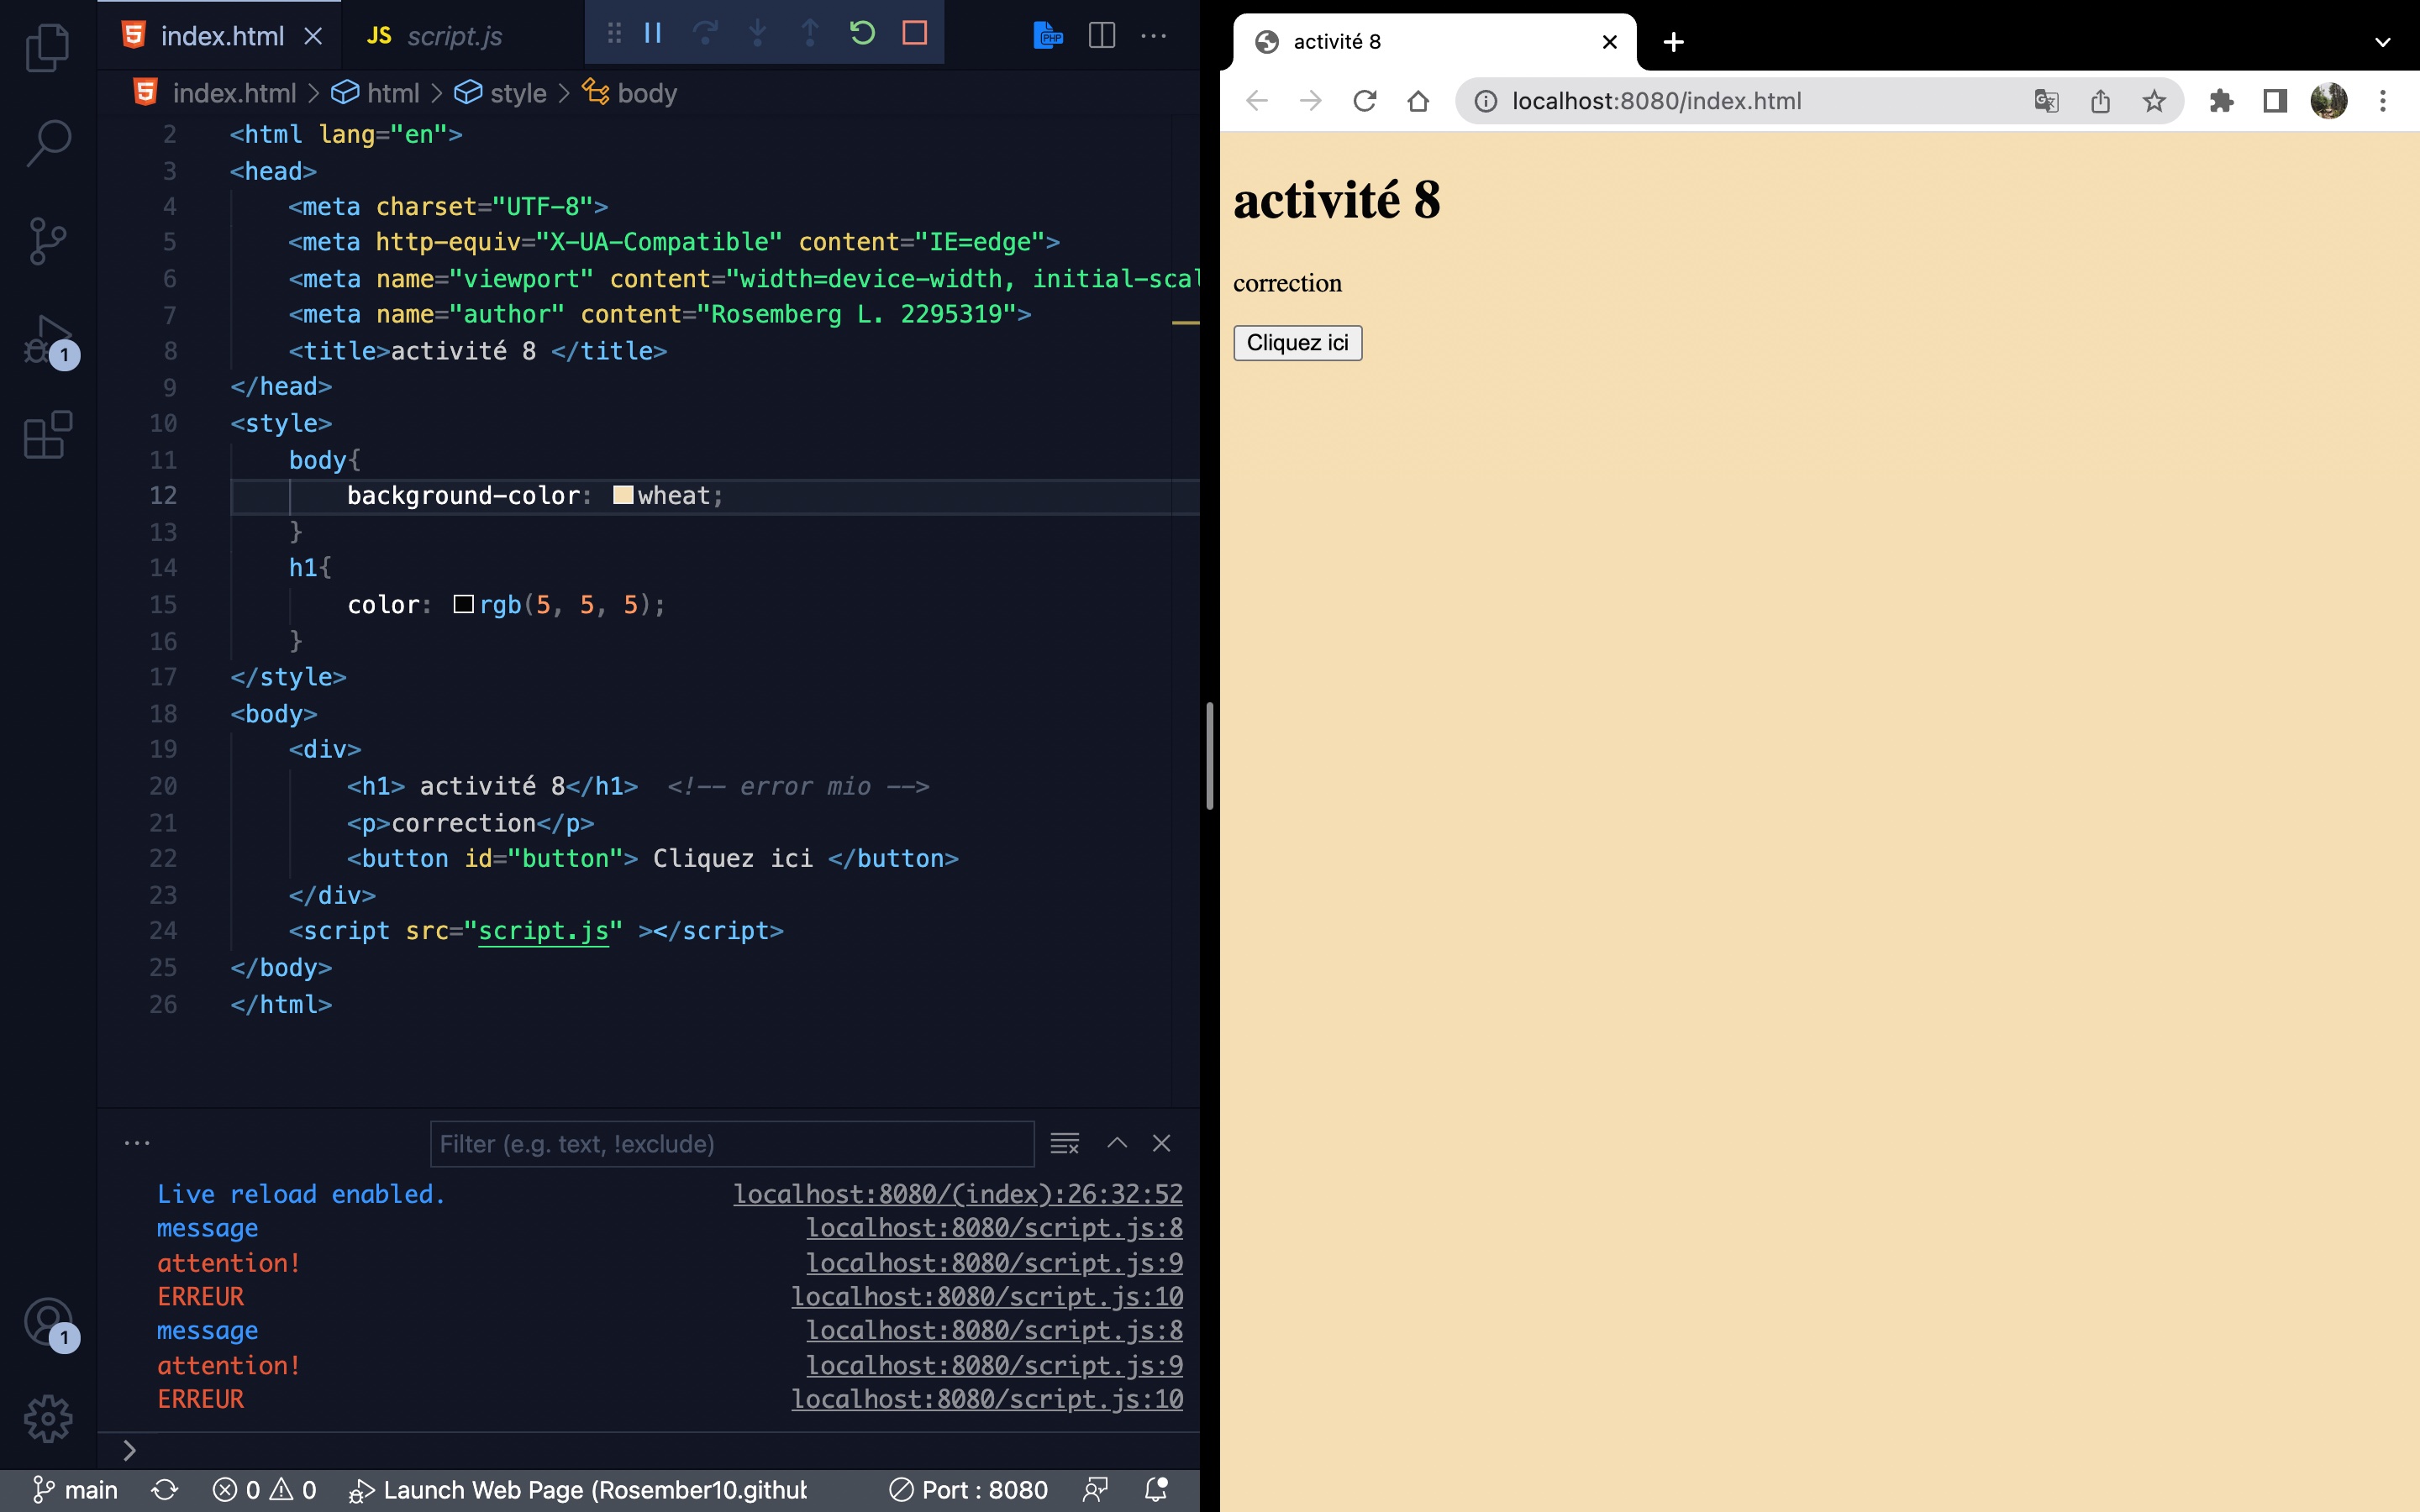 index.html
JS script.js
PHP
index.html > html > style > body
2 <html lang="en">
3 <head>
4 <meta charset="UTF-8">
5 <meta http-equiv="X-UA-Compatible" content="IE=edge">
6 <meta name="viewport" content="width=device-width, initial-scal
7 <meta name="author" content="Rosemberg L. 2295319">
8 <title>activité 8 </title>
9 </head>
10 <style>
11 body{
12 background-color: wheat;
13 }
14 h1{
15 color: rgb(5, 5, 5);
16 }
17 </style>
18 <body>
19 <div>
20 <h1> activité 8</h1> <!-- error mio -->
21 <p>correction</p>
22 <button id="button"> Cliquez ici </button>
23 </div>
24 <script src="script.js" ></script>
25 </body>
26 </html>
1
1
Filter (e.g. text, !exclude)
Live reload enabled. localhost:8080/(index):26:32:52
message localhost:8080/script.js:8
attention! localhost:8080/script.js:9
ERREUR localhost:8080/script.js:10
message localhost:8080/script.js:8
attention! localhost:8080/script.js:9
ERREUR localhost:8080/script.js:10
main 0 0 Launch Web Page (Rosember10.githul Port : 8080
activité 8
localhost:8080/index.html
activité 8
correction
Cliquez ici